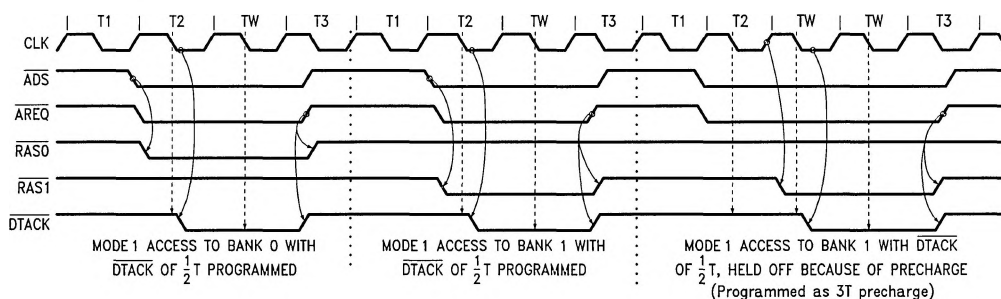 T1 T2 TW T3 T1 T2 TW T3 T1 T2 TW TW T3
CLK
ADS
AREQ
RAS0
RAS1
DTACK
MODE 1 ACCESS TO BANK 0 WITH
DTACK OF 1/2 T PROGRAMMED
MODE 1 ACCESS TO BANK 1 WITH
DTACK OF 1/2 T PROGRAMMED
MODE 1 ACCESS TO BANK 1 WITH DTACK
OF 1/2 T, HELD OFF BECAUSE OF PRECHARGE
(Programmed as 3T precharge)